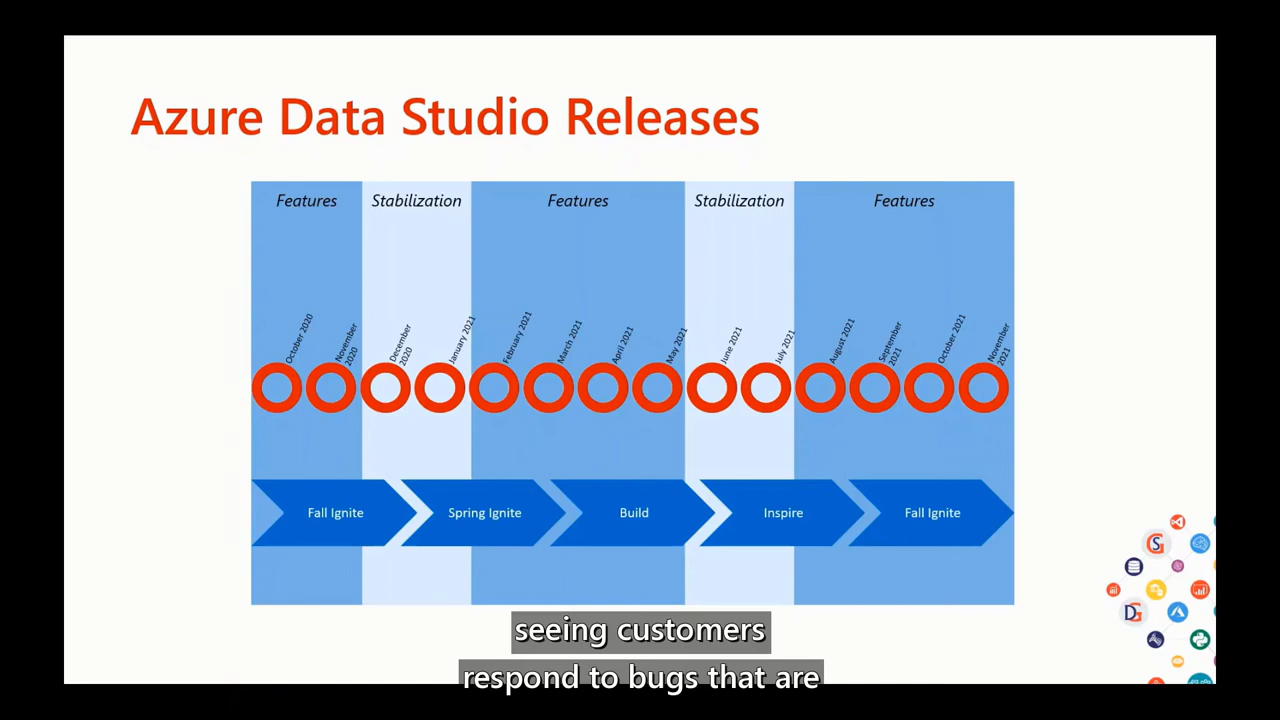 Azure Data Studio Releases
Features
Stabilization
Features
Stabilization
Features
October 2020
November
2020
December
2020
January 2021
February 2021
March 2021
April 2021
May 2021
June 2021
July 2021
August 2021
September
2021
October 2021
November
2021
Fall Ignite
Spring Ignite
Build
Inspire
Fall Ignite
S
G
D
G
seeing customers
respond to bugs that are